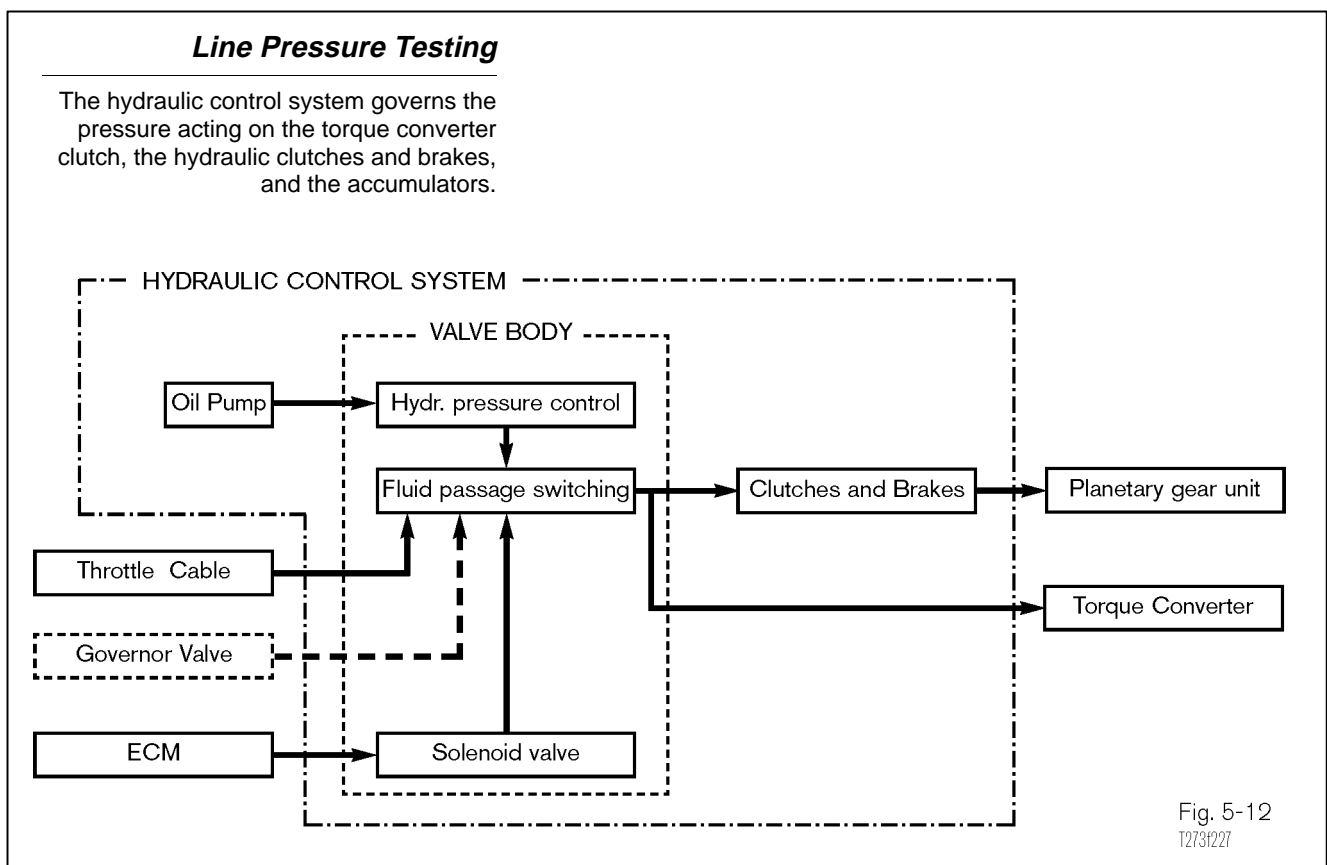 Line Pressure Testing
The hydraulic control system governs the
pressure acting on the torque converter
clutch, the hydraulic clutches and brakes,
and the accumulators.
HYDRAULIC CONTROL SYSTEM
VALVE BODY
Oil Pump
Hydr. pressure control
Fluid passage switching
Clutches and Brakes
Planetary gear unit
Throttle Cable
Torque Converter
Governor Valve
ECM
Solenoid valve
Fig. 5-12
T273f227